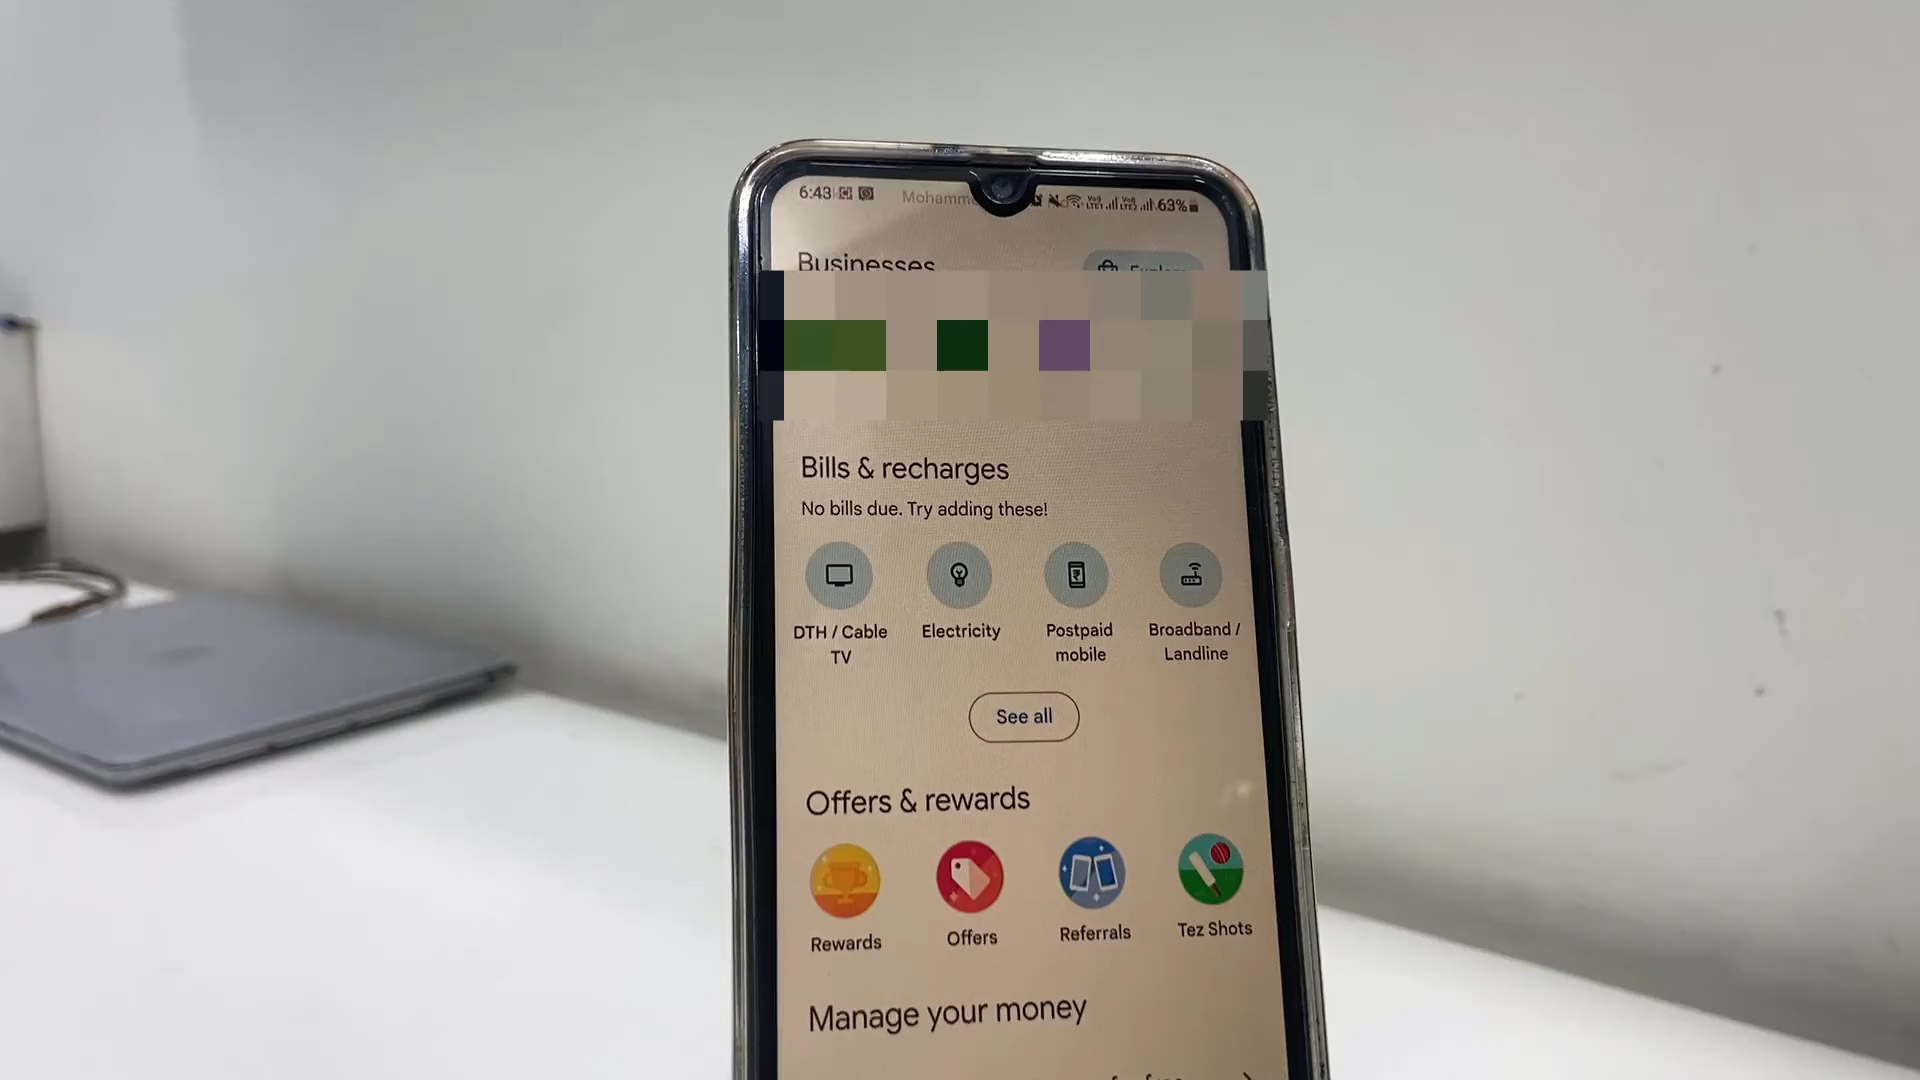 6:43 Mohamm 63%
Businesses Explore
Bills & recharges
No bills due. Try adding these!
DTH / Cable TV
Electricity
Postpaid mobile
Broadband / Landline
See all
Offers & rewards
Rewards Offers Referrals Tez Shots
Manage your money